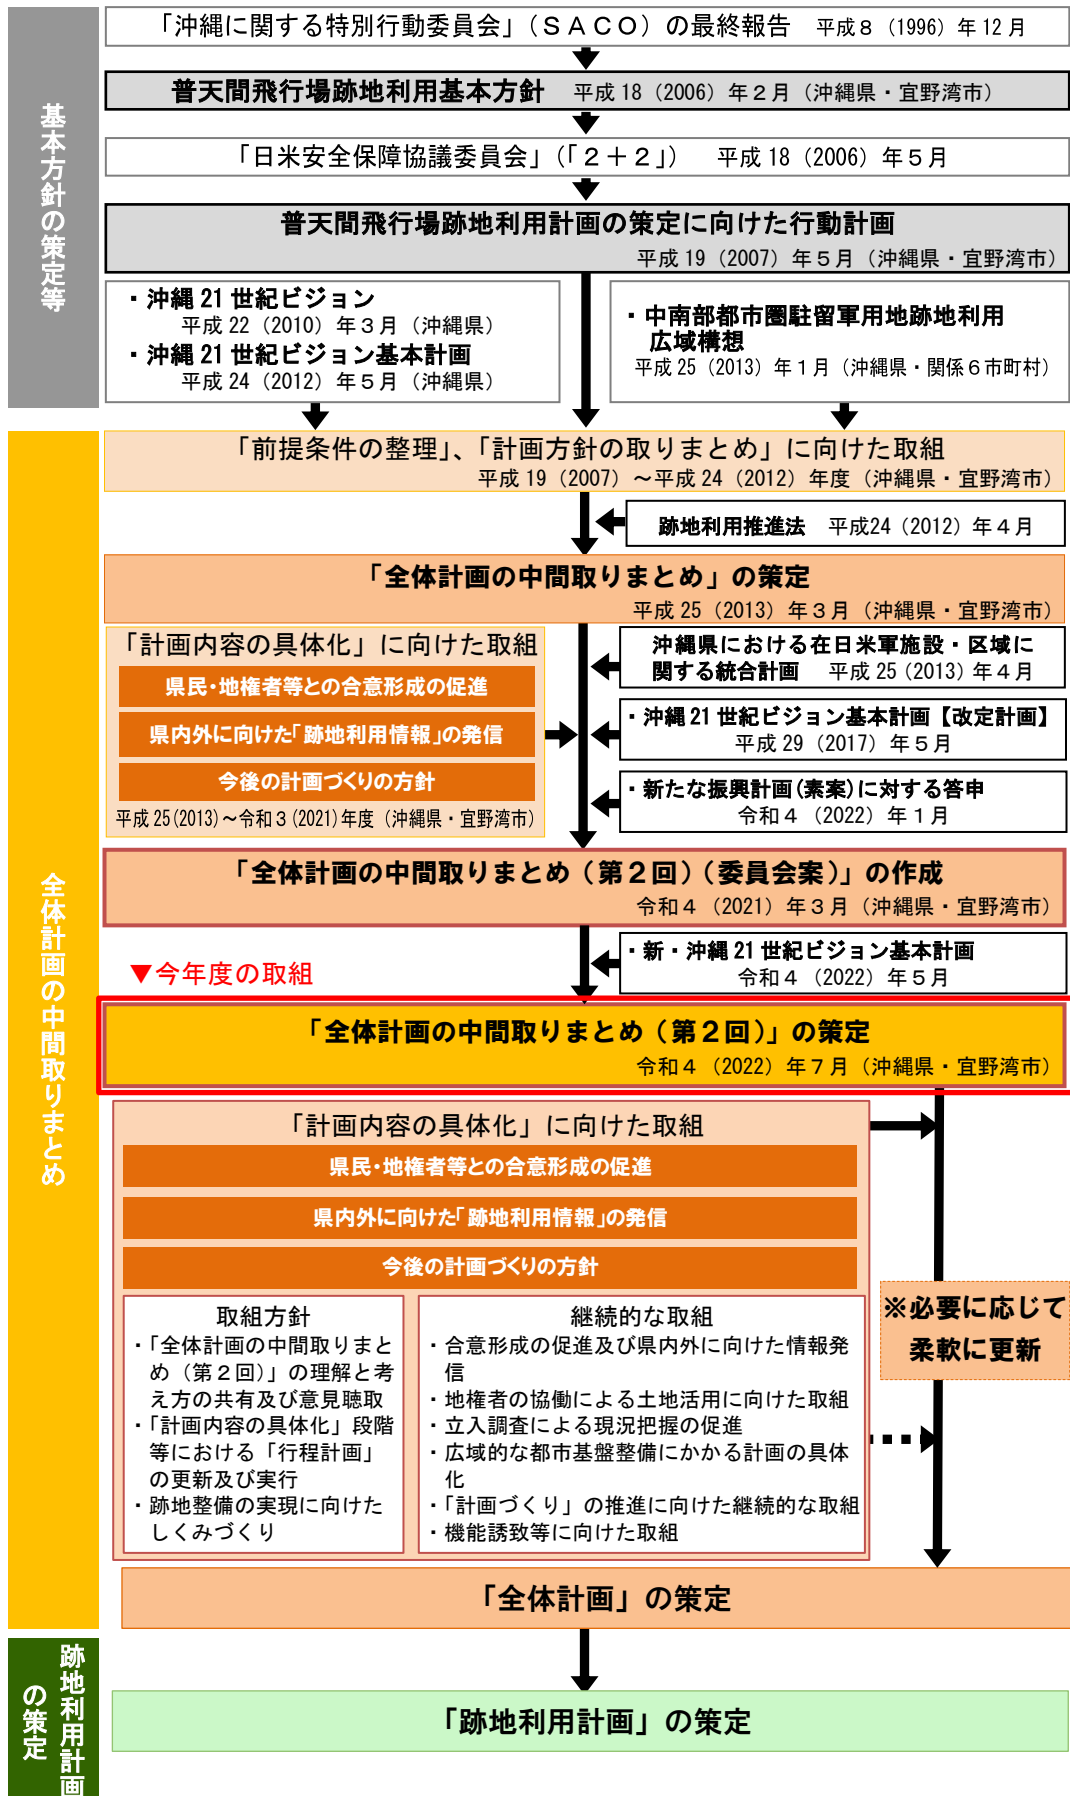 基本方針の策定等
「沖縄に関する特別行動委員会」（ＳＡＣＯ）の最終報告　平成８（1996）年 12 月
普天間飛行場跡地利用基本方針　平成 18（2006）年２月（沖縄県・宜野湾市）
「日米安全保障協議委員会」（「２＋２」）　平成 18（2006）年５月
普天間飛行場跡地利用計画の策定に向けた行動計画
平成 19（2007）年５月（沖縄県・宜野湾市）
・沖縄 21 世紀ビジョン
平成 22（2010）年３月（沖縄県）
・沖縄 21 世紀ビジョン基本計画
平成 24（2012）年５月（沖縄県）
・中南部都市圏駐留軍用地跡地利用
広域構想
平成 25（2013）年１月（沖縄県・関係６市町村）
全体計画の中間取りまとめ
「前提条件の整理」、「計画方針の取りまとめ」に向けた取組
平成 19（2007）～平成 24（2012）年度（沖縄県・宜野湾市）
跡地利用推進法　平成24（2012）年４月
「全体計画の中間取りまとめ」の策定
平成 25（2013）年３月（沖縄県・宜野湾市）
「計画内容の具体化」に向けた取組
県民・地権者等との合意形成の促進
県内外に向けた「跡地利用情報」の発信
今後の計画づくりの方針
平成 25(2013)～令和３(2021)年度（沖縄県・宜野湾市）
沖縄県における在日米軍施設・区域に
関する統合計画　平成 25（2013）年４月
・沖縄 21 世紀ビジョン基本計画【改定計画】
平成 29（2017）年５月
・新たな振興計画(素案)に対する答申
令和４（2022）年１月
「全体計画の中間取りまとめ（第２回）（委員会案）」の作成
令和４（2021）年３月（沖縄県・宜野湾市）
・新・沖縄 21 世紀ビジョン基本計画
令和４（2022）年５月
▼今年度の取組
「全体計画の中間取りまとめ（第２回）」の策定
令和４（2022）年７月（沖縄県・宜野湾市）
「計画内容の具体化」に向けた取組
県民・地権者等との合意形成の促進
県内外に向けた「跡地利用情報」の発信
今後の計画づくりの方針
取組方針
・「全体計画の中間取りまと
め（第２回）」の理解と考
え方の共有及び意見聴取
・「計画内容の具体化」段階
等における「行程計画」
の更新及び実行
・跡地整備の実現に向けた
しくみづくり
継続的な取組
・合意形成の促進及び県内外に向けた情報発
信
・地権者の協働による土地活用に向けた取組
・立入調査による現況把握の促進
・広域的な都市基盤整備にかかる計画の具体
化
・「計画づくり」の推進に向けた継続的な取組
・機能誘致等に向けた取組
※必要に応じて
柔軟に更新
「全体計画」の策定
跡地利用計画
の策定
「跡地利用計画」の策定